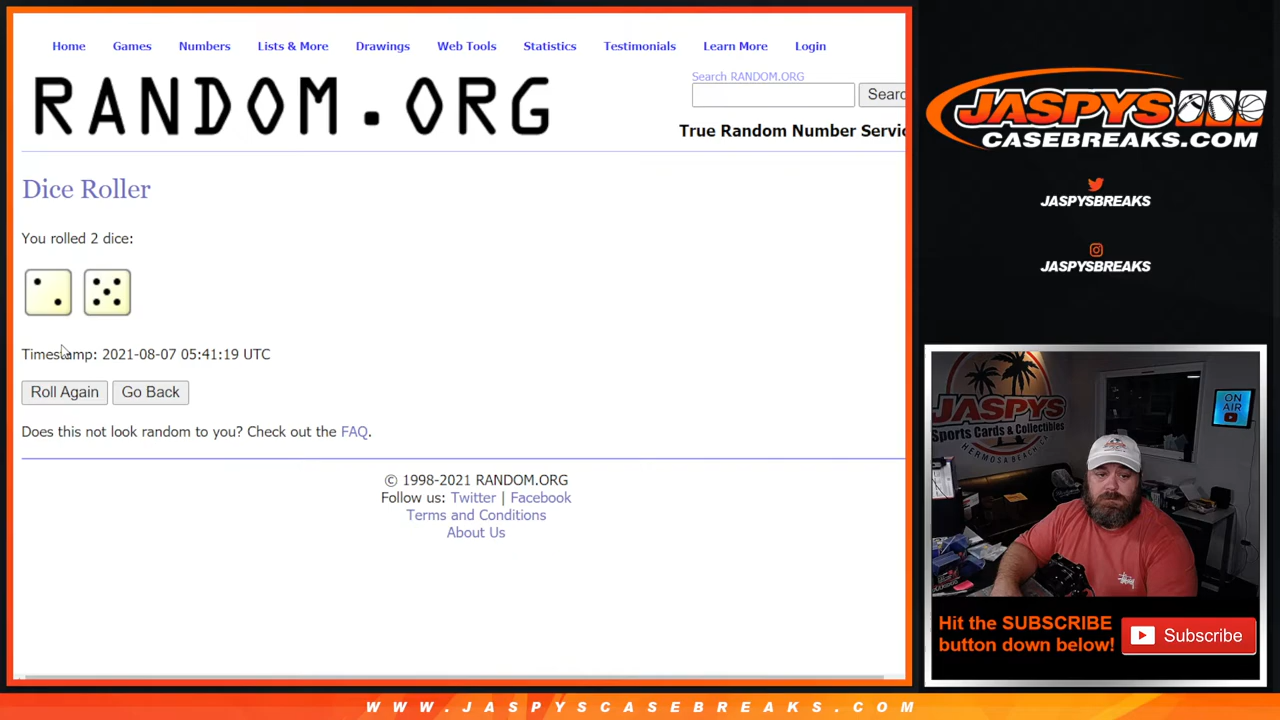 Home Games Numbers Lists & More Drawings Web Tools Statistics Testimonials Learn More Login
RANDOM.ORG
Search RANDOM.ORG
Searc
True Random Number Servic
Dice Roller
You rolled 2 dice:
Timestamp: 2021-08-07 05:41:19 UTC
Roll Again Go Back
Does this not look random to you? Check out the FAQ.
© 1998-2021 RANDOM.ORG
Follow us: Twitter | Facebook
Terms and Conditions
About Us
JASPYS
CASEBREAKS.COM
JASPYSBREAKS
JASPYSBREAKS
JASPYS
Sports Cards & Collectibles
HERMOSA BEACH, CA
ON
AIR
Hit the SUBSCRIBE
button down below!
Subscribe
WWW.JASPYSCASEBREAKS.COM